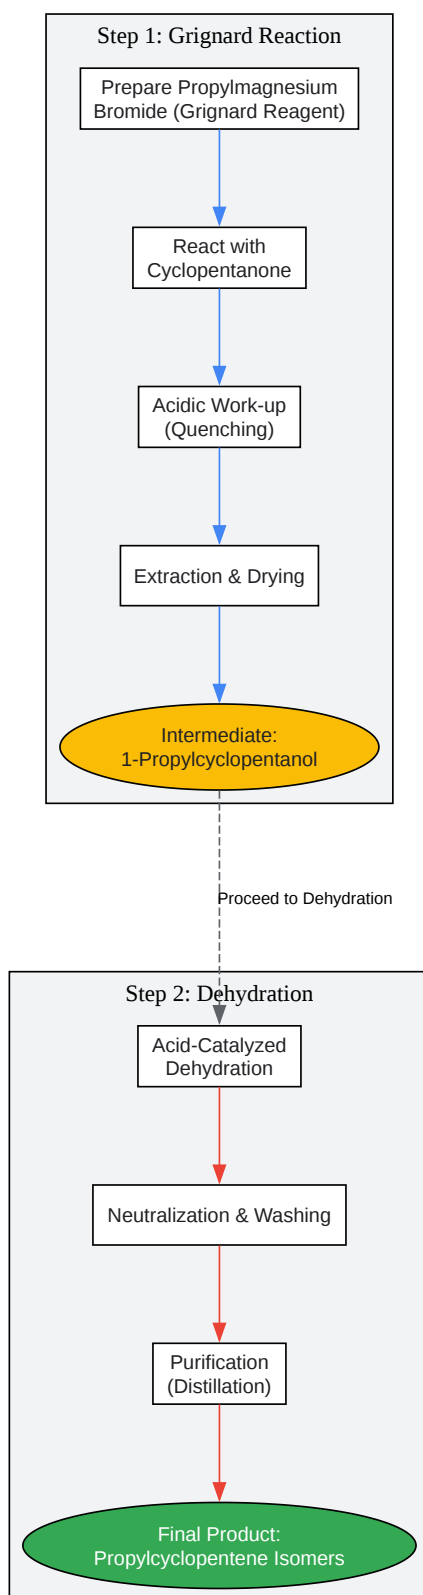 Step 1: Grignard Reaction
Prepare Propylmagnesium
Bromide (Grignard Reagent)
React with
Cyclopentanone
Acidic Work-up
(Quenching)
Extraction & Drying
Intermediate:
1-Propylcyclopentanol
Proceed to Dehydration
Step 2: Dehydration
Acid-Catalyzed
Dehydration
Neutralization & Washing
Purification
(Distillation)
Final Product:
Propylcyclopentene Isomers